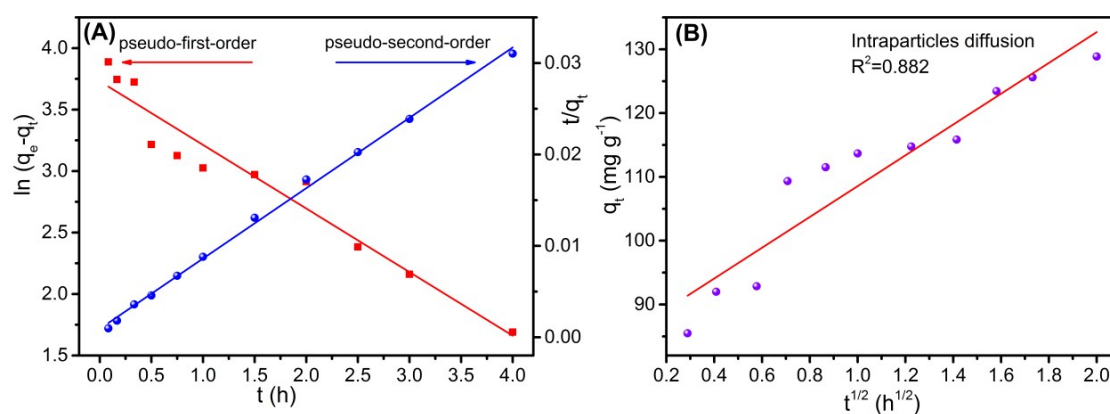 (A)
pseudo-first-order
pseudo-second-order
4.0
3.5
3.0
2.5
2.0
1.5
ln (qₑ-qₜ)
0.03
0.02
0.01
0.00
t/qₜ
0.0 0.5 1.0 1.5 2.0 2.5 3.0 3.5 4.0
t (h)
(B)
Intraparticles diffusion
R²=0.882
130
120
110
100
90
qₜ (mg g⁻¹)
0.2 0.4 0.6 0.8 1.0 1.2 1.4 1.6 1.8 2.0
t¹ᐟ² (h¹ᐟ²)